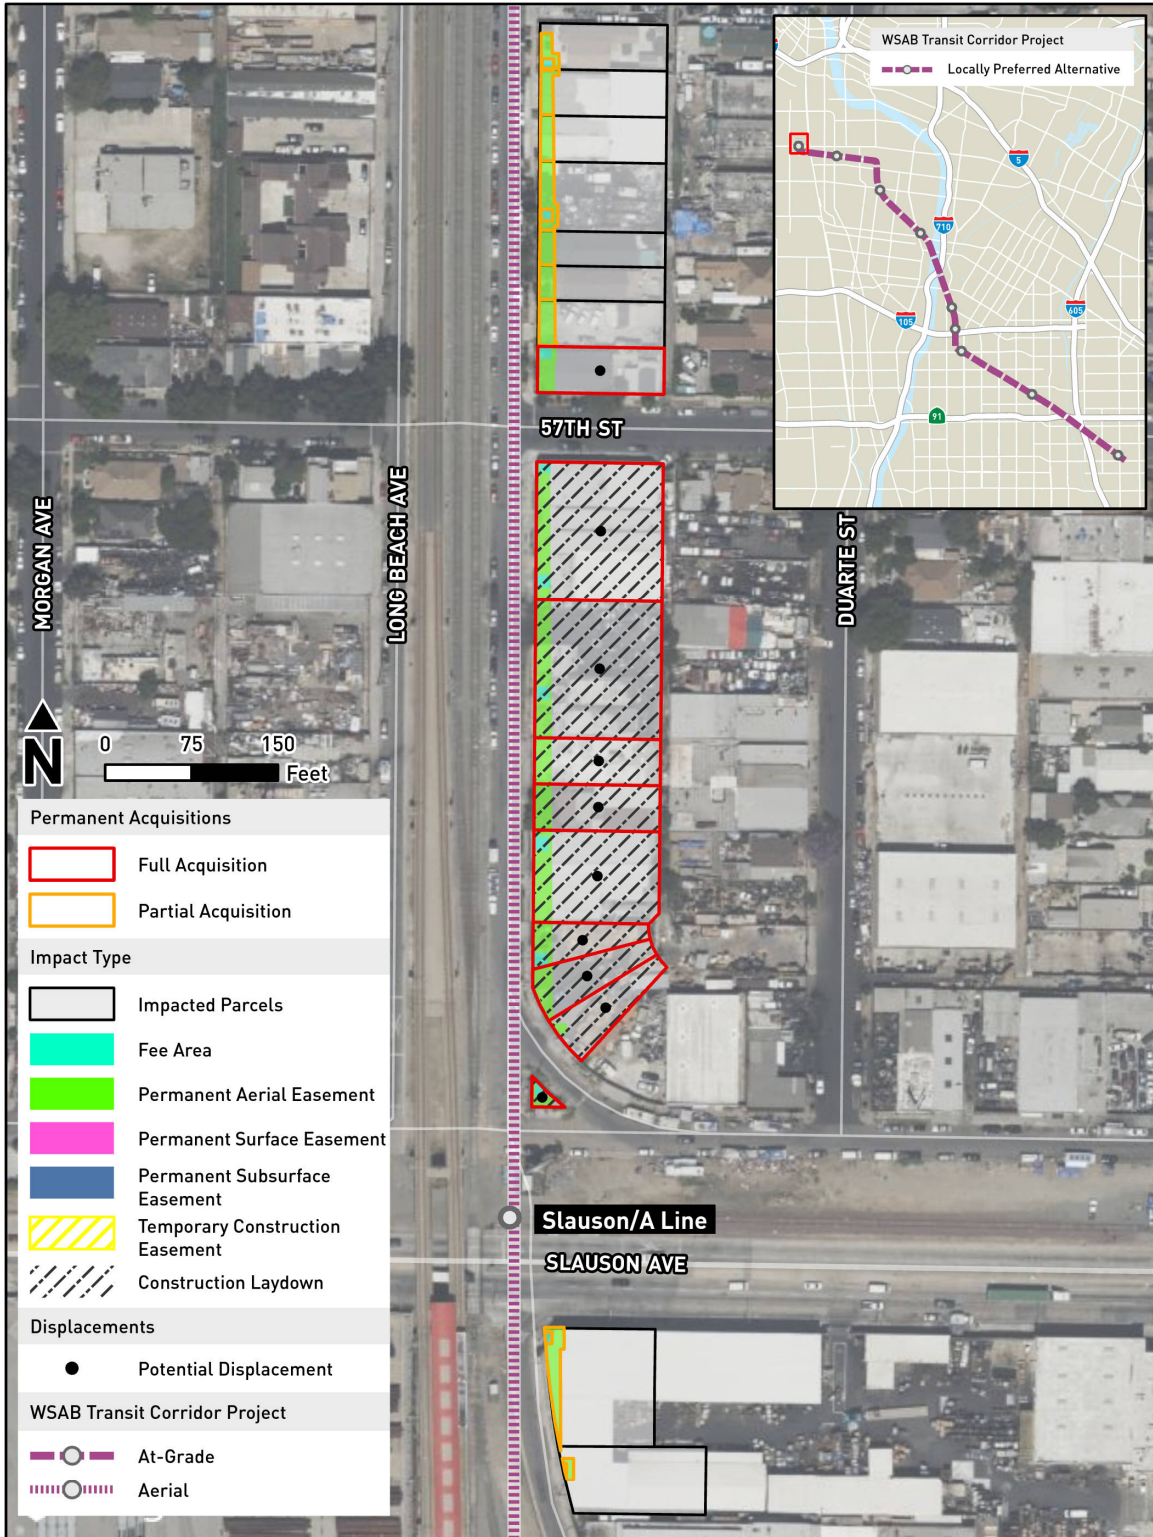 WSAB Transit Corridor Project
Locally Preferred Alternative
5
710
105
605
91
57TH ST
MORGAN AVE
LONG BEACH AVE
DUARTE ST
N
0 75 150
Feet
Permanent Acquisitions
Full Acquisition
Partial Acquisition
Impact Type
Impacted Parcels
Fee Area
Permanent Aerial Easement
Permanent Surface Easement
Permanent Subsurface
Easement
Temporary Construction
Easement
Construction Laydown
Displacements
Potential Displacement
WSAB Transit Corridor Project
At-Grade
Aerial
Slauson/A Line
SLAUSON AVE